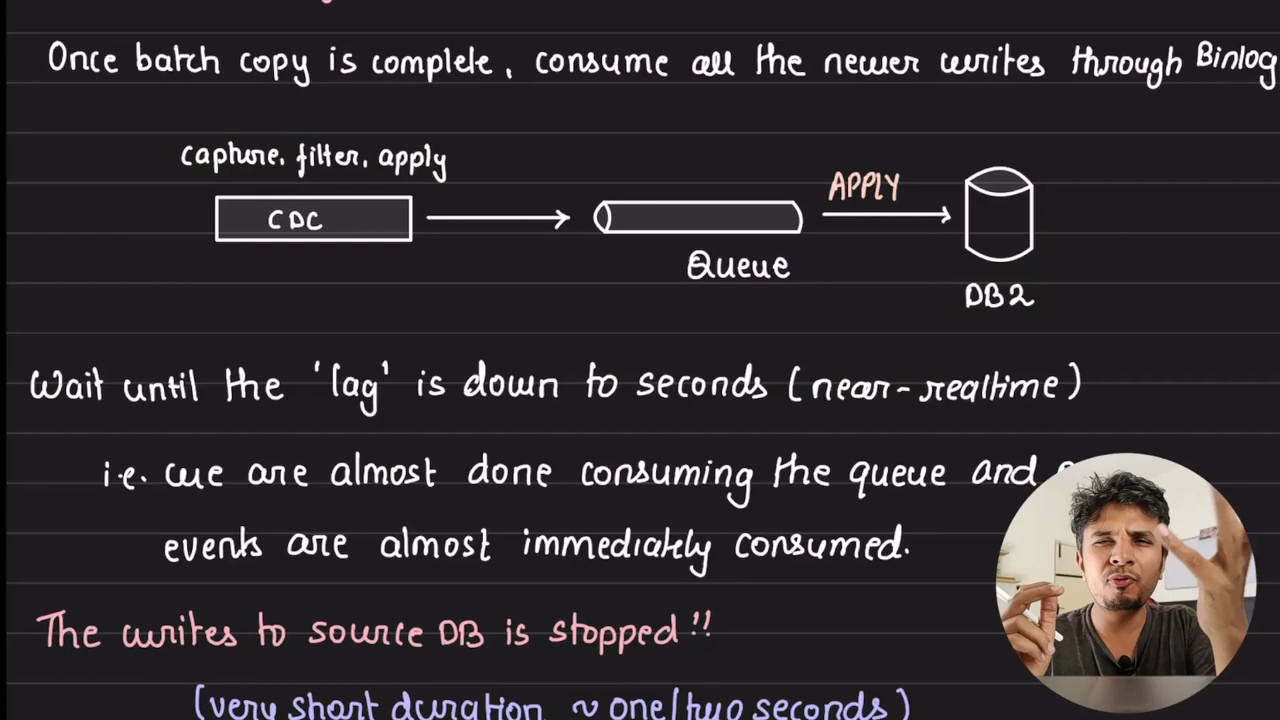 Once batch copy is complete, consume all the newer writes through Binlog
capture, filter, apply
CDC
APPLY
Queue
DB2
Wait until the 'lag' is down to seconds (near-realtime)
i.e. we are almost done consuming the queue and
events are almost immediately consumed.
The writes to source DB is stopped!!
(very short duration ~ one/two seconds)